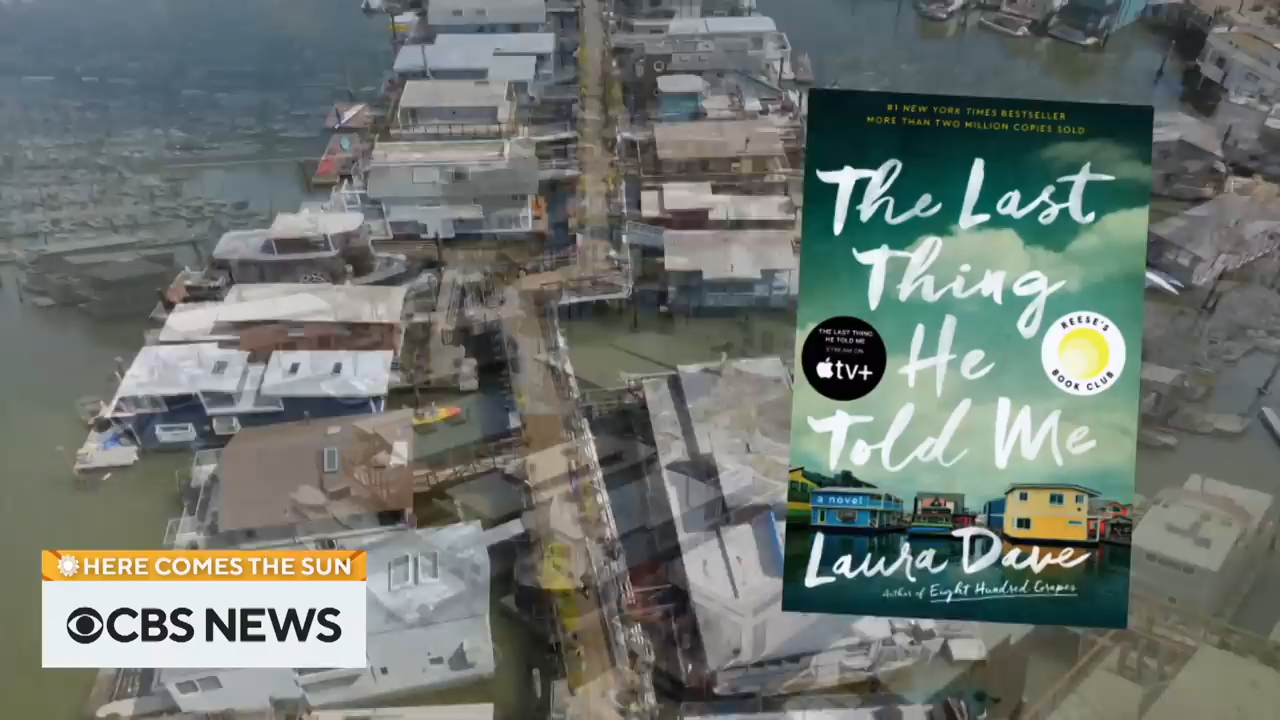 #1 NEW YORK TIMES BESTSELLER
MORE THAN TWO MILLION COPIES SOLD
The Last
Thing
He
Told Me
THE LAST THING
HE TOLD ME
STREAM ON
tv+
REESE'S
BOOK CLUB
a novel
Laura Dave
Author of Eight Hundred Grapes
HERE COMES THE SUN
CBS NEWS